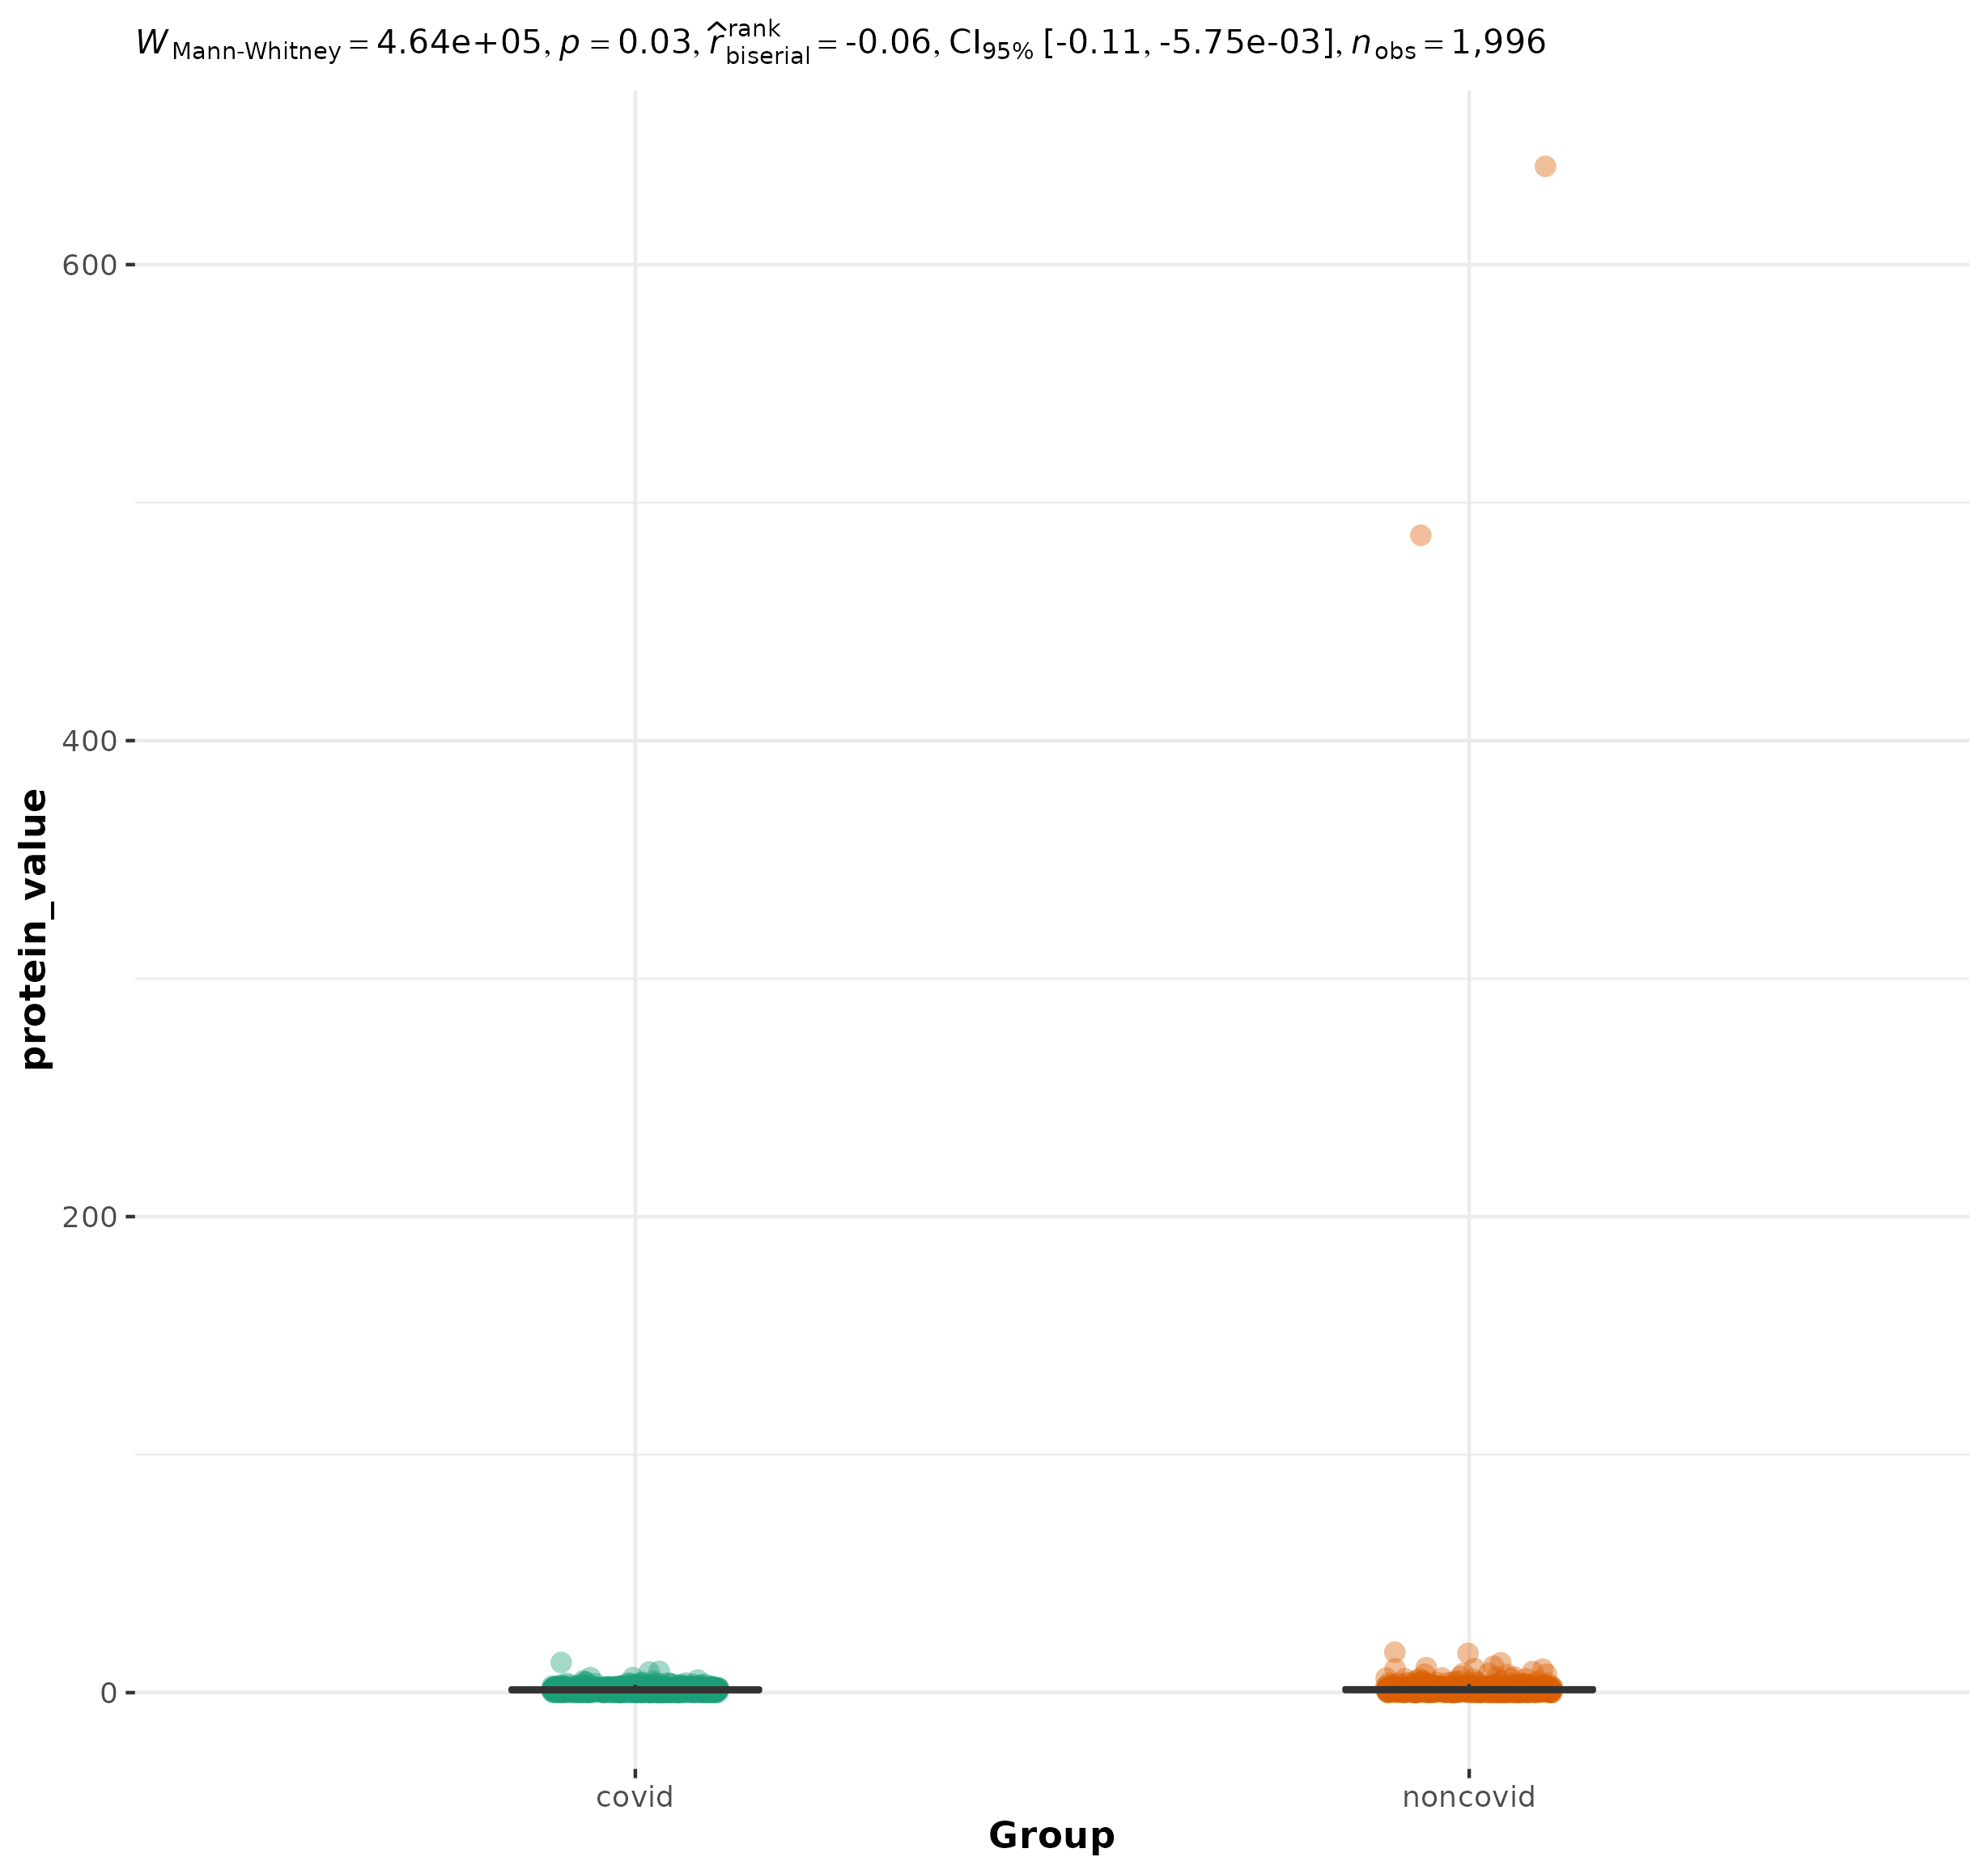 W Mann-Whitney = 4.64e+05, p = 0.03, r̂ rank biserial = -0.06, CI95% [-0.11, -5.75e-03], n obs = 1,996
600
400
200
0
protein_value
covid noncovid
Group